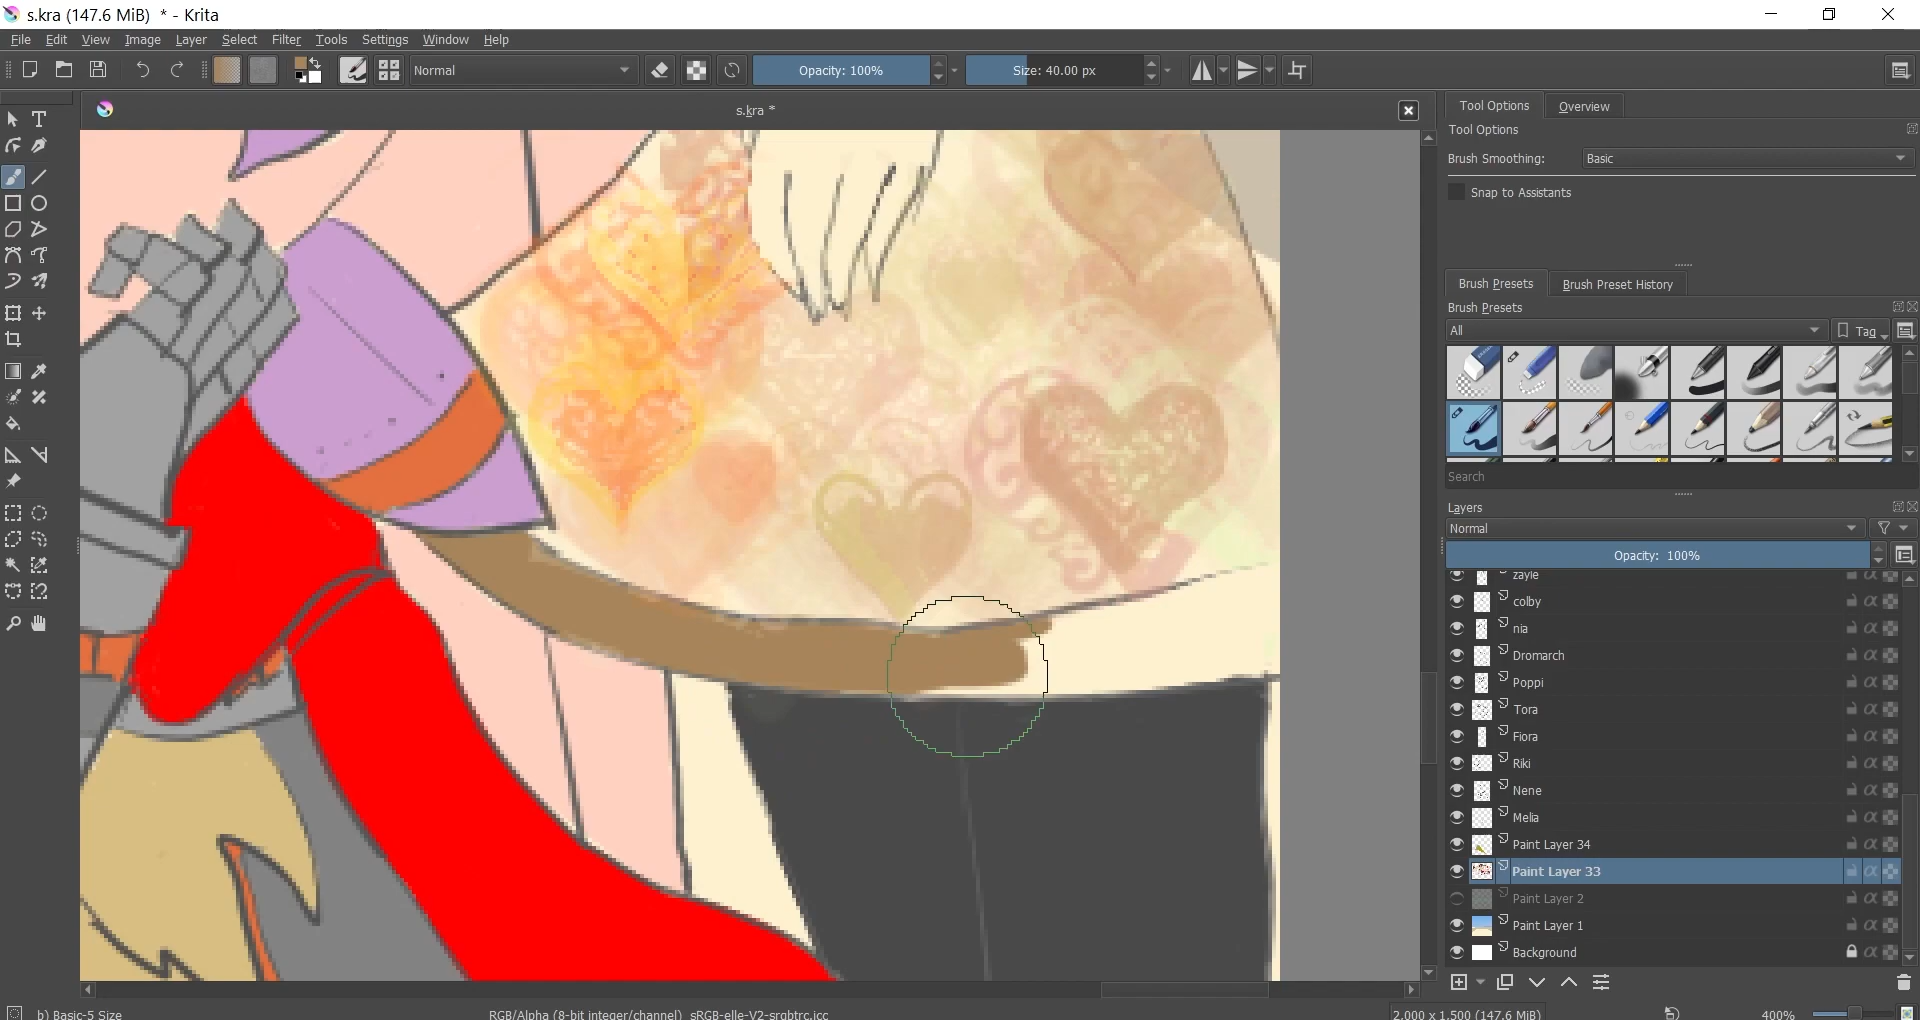 s.kra (147.6 MiB) * - Krita
File Edit View Image Layer Select Filter Tools Settings Window Help
Normal
Opacity: 100%
Size: 40.00 px
s.kra *
Tool Options Overview
Tool Options
Brush Smoothing: Basic
Snap to Assistants
Brush Presets Brush Preset History
Brush Presets
All
Tag
Search
Layers
Normal
Opacity: 100%
zayle
colby
nia
Dromarch
Poppi
Tora
Fiora
Riki
Nene
Melia
Paint Layer 34
Paint Layer 33
Paint Layer 2
Paint Layer 1
Background
b) Basic-5 Size
RGB/Alpha (8-bit integer/channel) sRGB-elle-V2-srgbtrc.icc
2,000 x 1,500 (147.6 MiB)
400%